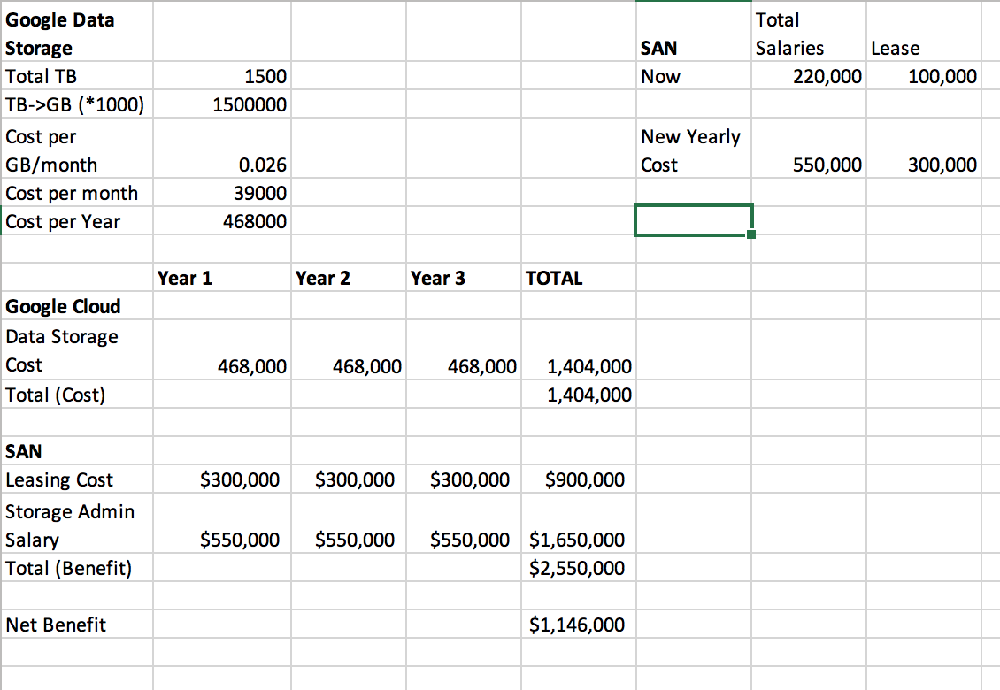 Google Data Total
Storage SAN Salaries Lease
Total TB 1500 Now 220,000 100,000
TB->GB (*1000) 1500000
Cost per New Yearly
GB/month 0.026 Cost 550,000 300,000
Cost per month 39000
Cost per Year 468000
Year 1 Year 2 Year 3 TOTAL
Google Cloud
Data Storage
Cost 468,000 468,000 468,000 1,404,000
Total (Cost) 1,404,000
SAN
Leasing Cost $300,000 $300,000 $300,000 $900,000
Storage Admin
Salary $550,000 $550,000 $550,000 $1,650,000
Total (Benefit) $2,550,000
Net Benefit $1,146,000